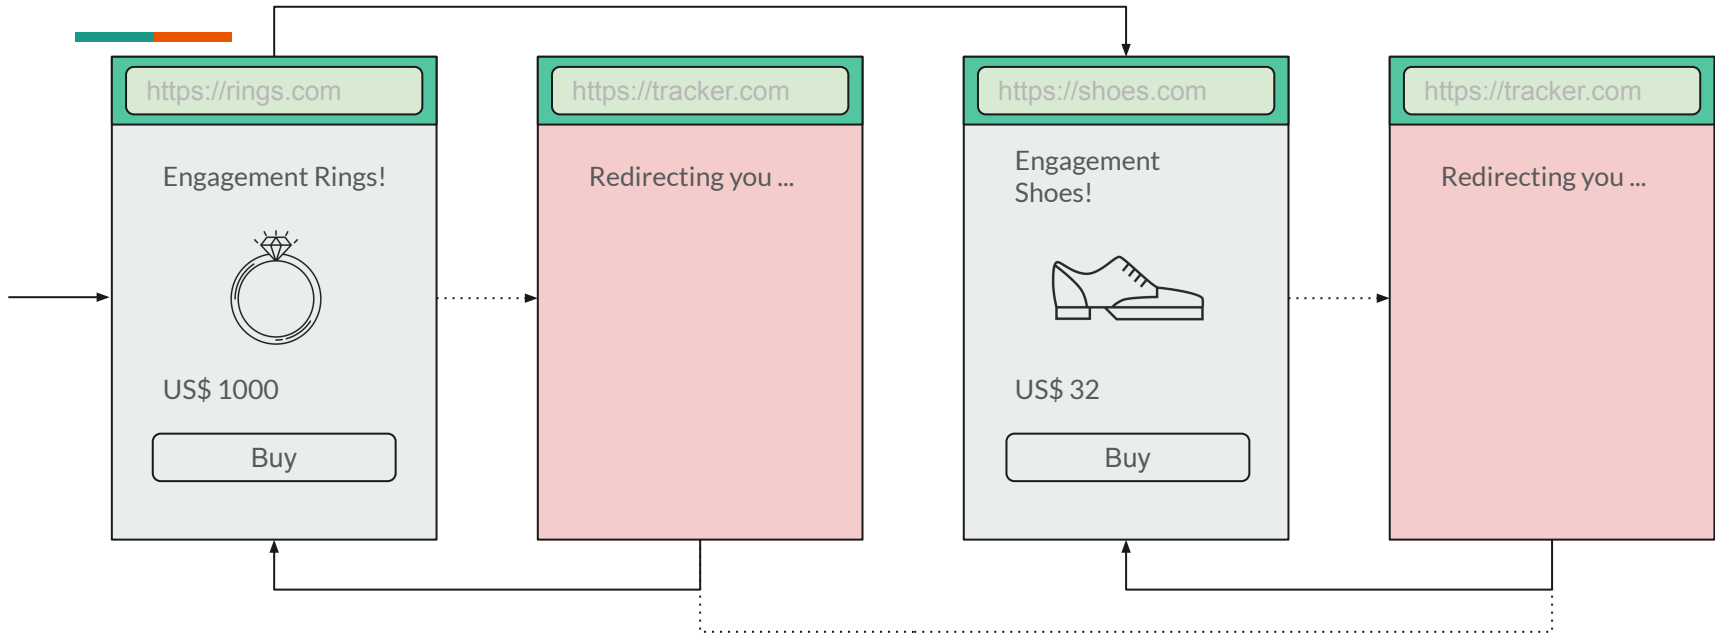 https://rings.com
Engagement Rings!
US$ 1000
Buy
https://tracker.com
Redirecting you ...
https://shoes.com
Engagement
Shoes!
US$ 32
Buy
https://tracker.com
Redirecting you ...